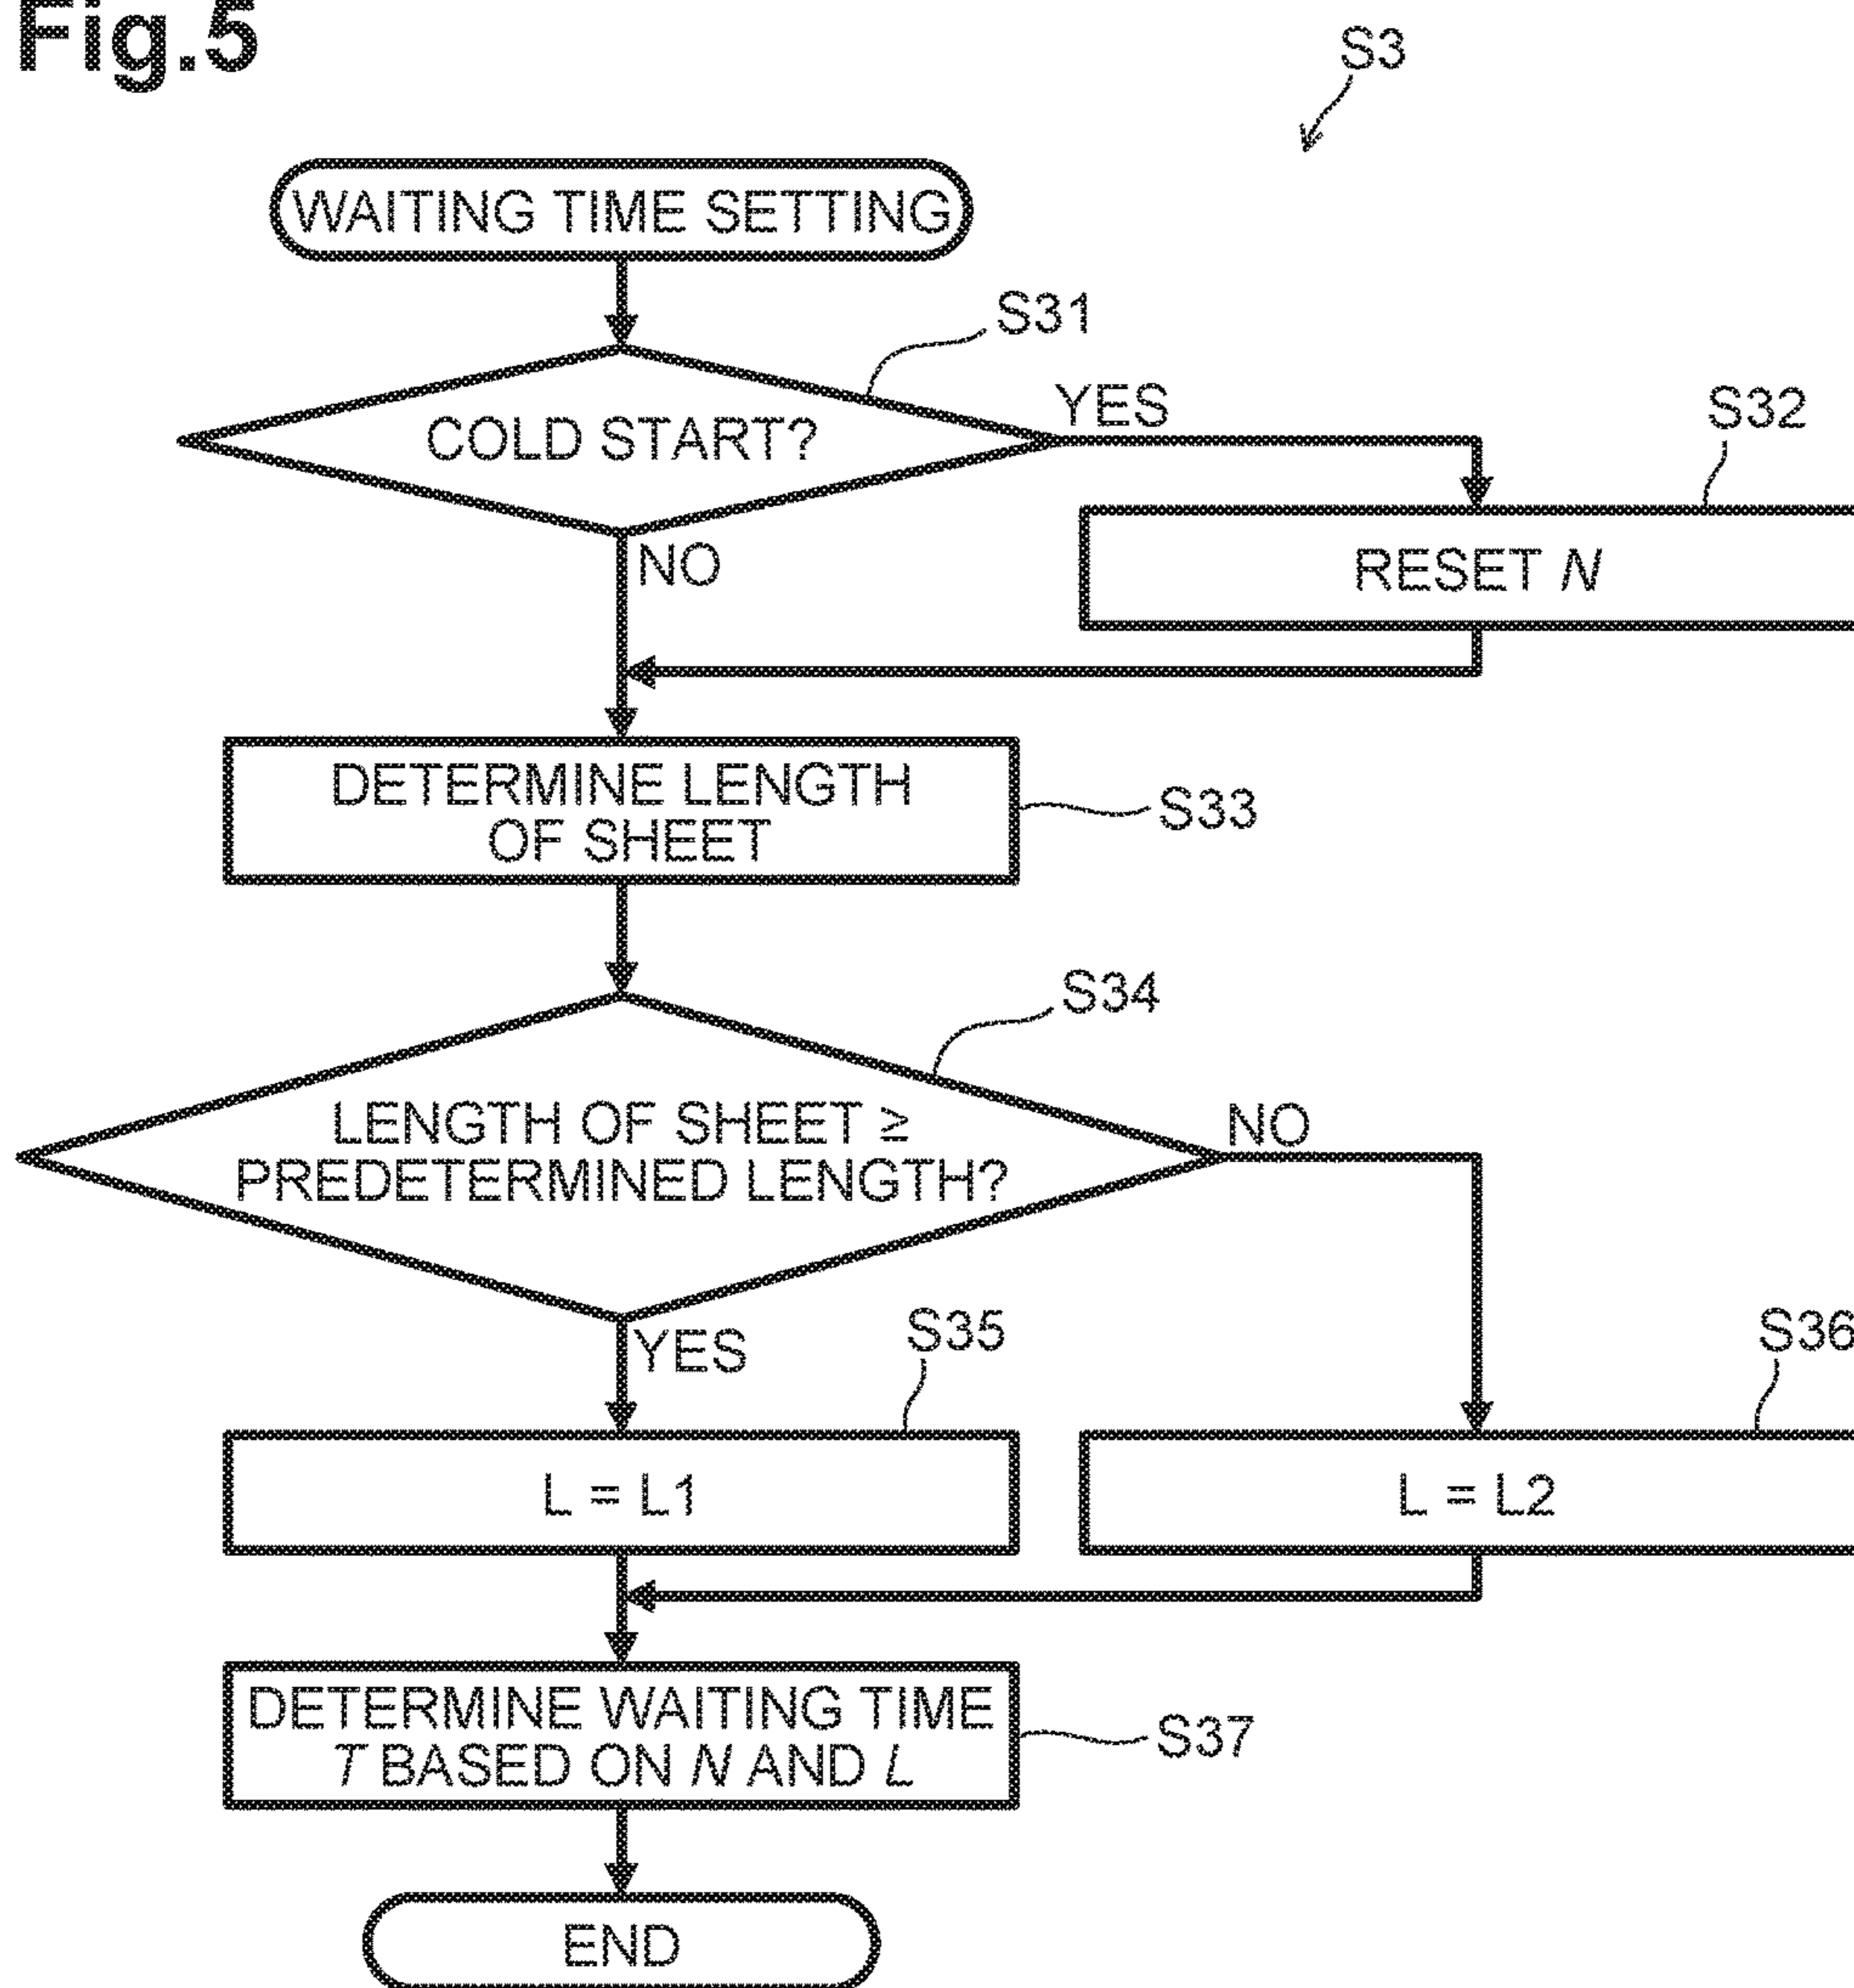 Fig.5
S3
WAITING TIME SETTING
S31
COLD START?
YES
S32
NO
RESET N
DETERMINE LENGTH
OF SHEET
S33
S34
LENGTH OF SHEET ≥
PREDETERMINED LENGTH?
NO
YES
S35
S36
L = L1
L = L2
DETERMINE WAITING TIME
T BASED ON N AND L
S37
END